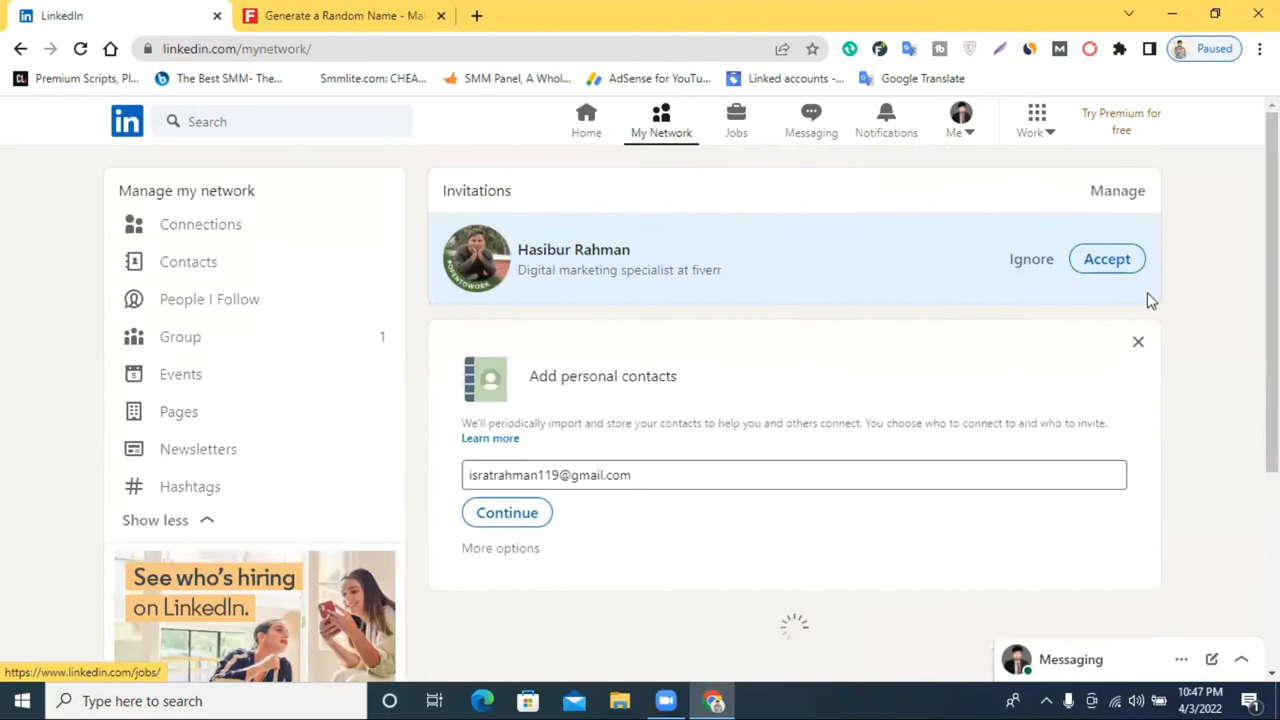 LinkedIn
Generate a Random Name - Mak
linkedin.com/mynetwork/
Paused
Premium Scripts, Pl...
The Best SMM- The...
Smmlite.com: CHEA...
SMM Panel, A Whol...
AdSense for YouTu...
Linked accounts -...
Google Translate
Search
Home
My Network
Jobs
Messaging
Notifications
Me
Work
Try Premium for
free
Manage my network
Connections
Contacts
People I Follow
Group 1
Events
Pages
Newsletters
Hashtags
Show less
See who's hiring
on LinkedIn.
Invitations
Manage
Hasibur Rahman
Digital marketing specialist at fiverr
#OPENTOWORK
Ignore
Accept
Add personal contacts
We'll periodically import and store your contacts to help you and others connect. You choose who to connect to and who to invite.
Learn more
isratrahman119@gmail.com
Continue
More options
Messaging
https://www.linkedin.com/jobs/
Type here to search
10:47 PM
4/3/2022